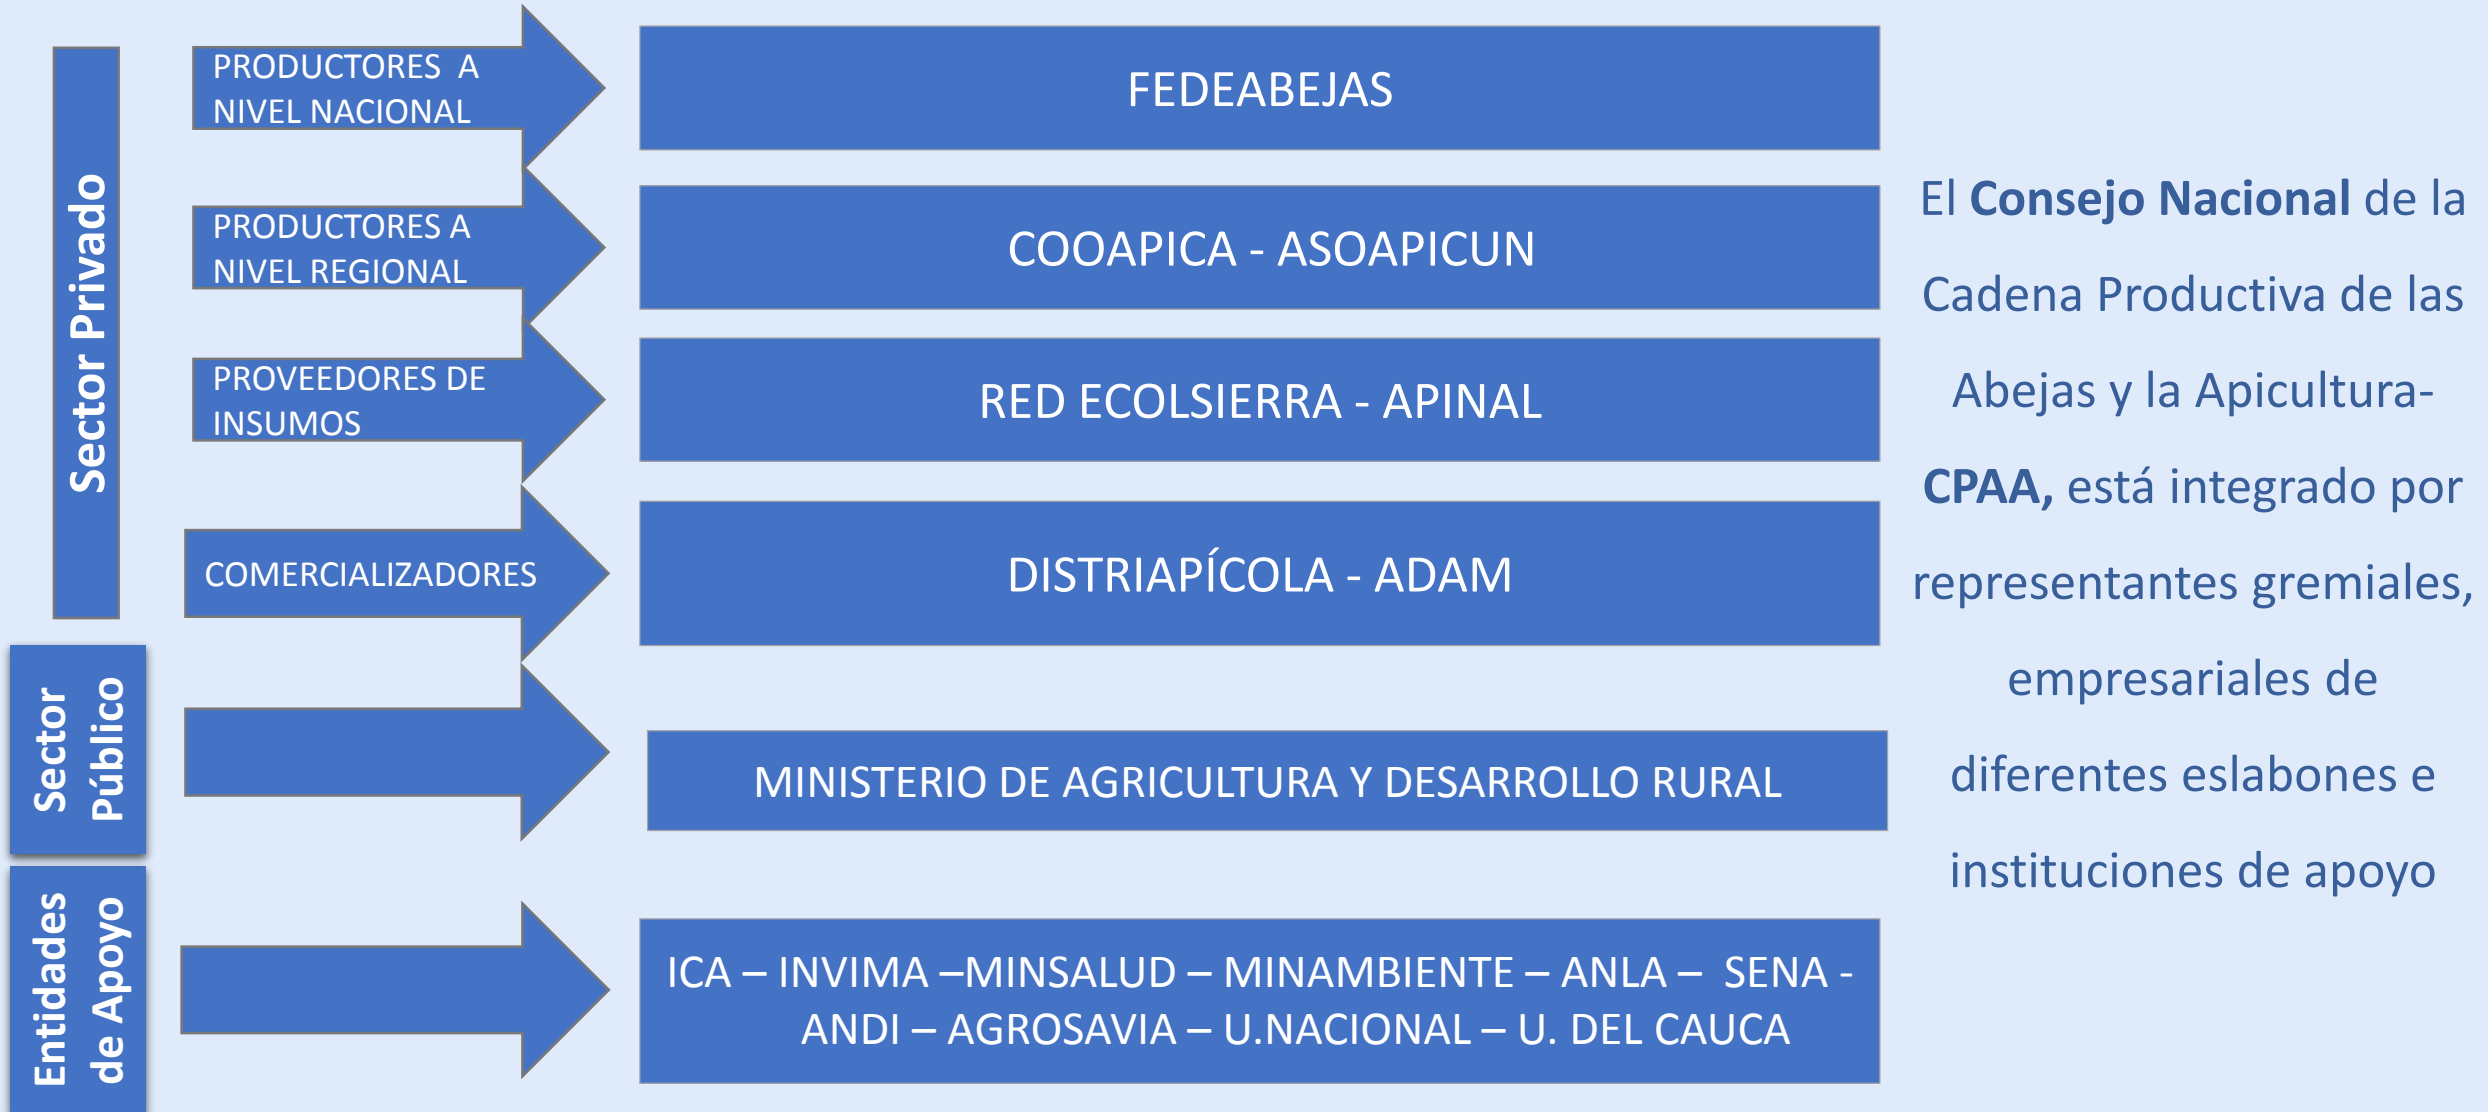 Sector Privado
PRODUCTORES A
NIVEL NACIONAL
FEDEABEJAS
PRODUCTORES A
NIVEL REGIONAL
COOAPICA - ASOAPICUN
PROVEEDORES DE
INSUMOS
RED ECOLSIERRA - APINAL
COMERCIALIZADORES
DISTRIAPÍCOLA - ADAM
Sector
Público
MINISTERIO DE AGRICULTURA Y DESARROLLO RURAL
Entidades
de Apoyo
ICA – INVIMA –MINSALUD – MINAMBIENTE – ANLA – SENA -
ANDI – AGROSAVIA – U.NACIONAL – U. DEL CAUCA
El Consejo Nacional de la
Cadena Productiva de las
Abejas y la Apicultura-
CPAA, está integrado por
representantes gremiales,
empresariales de
diferentes eslabones e
instituciones de apoyo